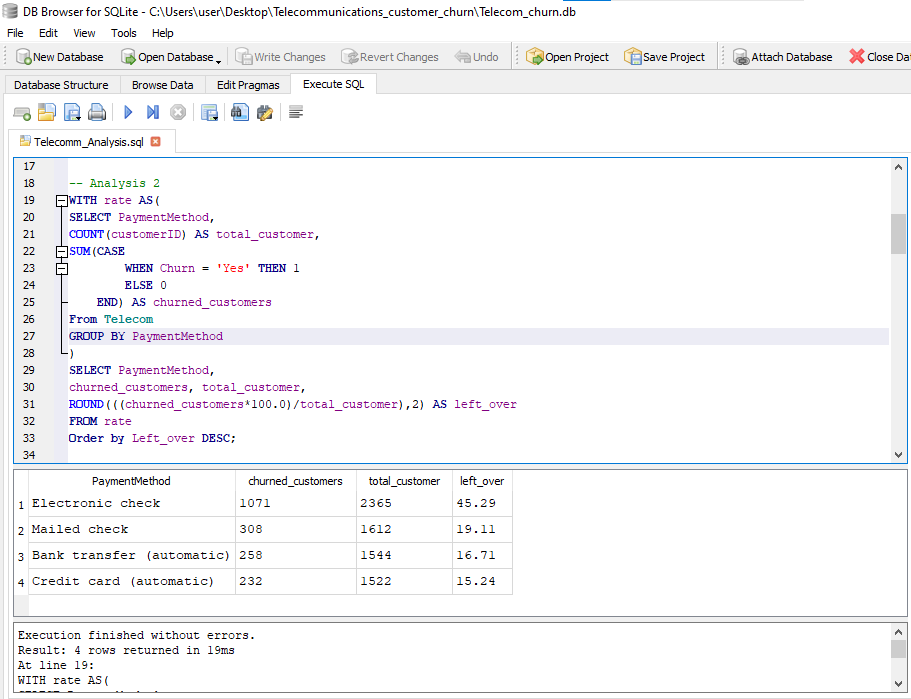 DB Browser for SQLite - C:\Users\user\Desktop\Telecommunications_customer_churn\Telecom_churn.db
File Edit View Tools Help
New Database Open Database Write Changes Revert Changes Undo Open Project Save Project Attach Database Close Da
Database Structure Browse Data Edit Pragmas Execute SQL
Telecomm_Analysis.sql
17
18 -- Analysis 2
19 WITH rate AS(
20 SELECT PaymentMethod,
21 COUNT(customerID) AS total_customer,
22 SUM(CASE
23 WHEN Churn = 'Yes' THEN 1
24 ELSE 0
25 END) AS churned_customers
26 From Telecom
27 GROUP BY PaymentMethod
28 )
29 SELECT PaymentMethod,
30 churned_customers, total_customer,
31 ROUND(((churned_customers*100.0)/total_customer),2) AS left_over
32 FROM rate
33 Order by Left_over DESC;
34
PaymentMethod churned_customers total_customer left_over
1 Electronic check 1071 2365 45.29
2 Mailed check 308 1612 19.11
3 Bank transfer (automatic) 258 1544 16.71
4 Credit card (automatic) 232 1522 15.24
Execution finished without errors.
Result: 4 rows returned in 19ms
At line 19:
WITH rate AS(